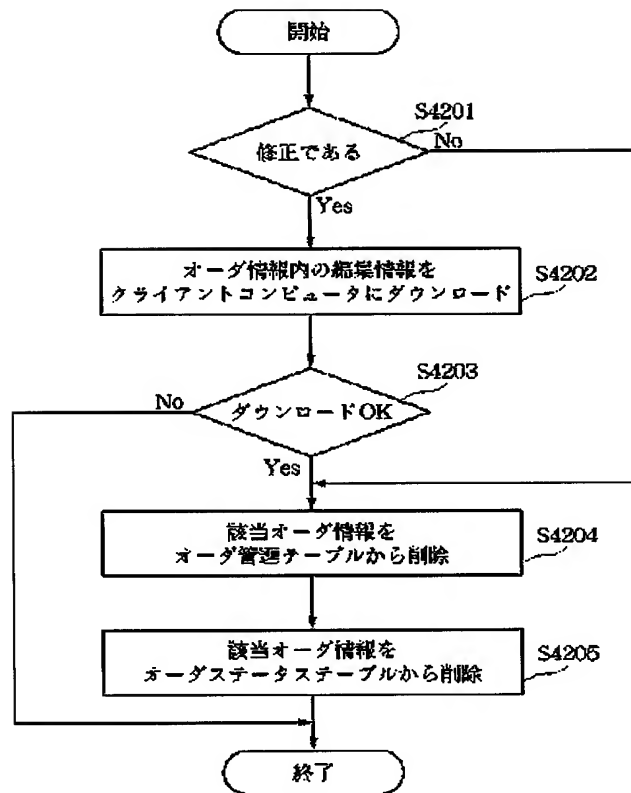 開始
S4201
修正である
No
Yes
オーダ情報内の編集情報を
クライアントコンピュータにダウンロード
S4202
S4203
No
ダウンロードOK
Yes
該当オーダ情報を
オーダ管理テーブルから削除
S4204
該当オーダ情報を
オーダステータステーブルから削除
S4205
終了